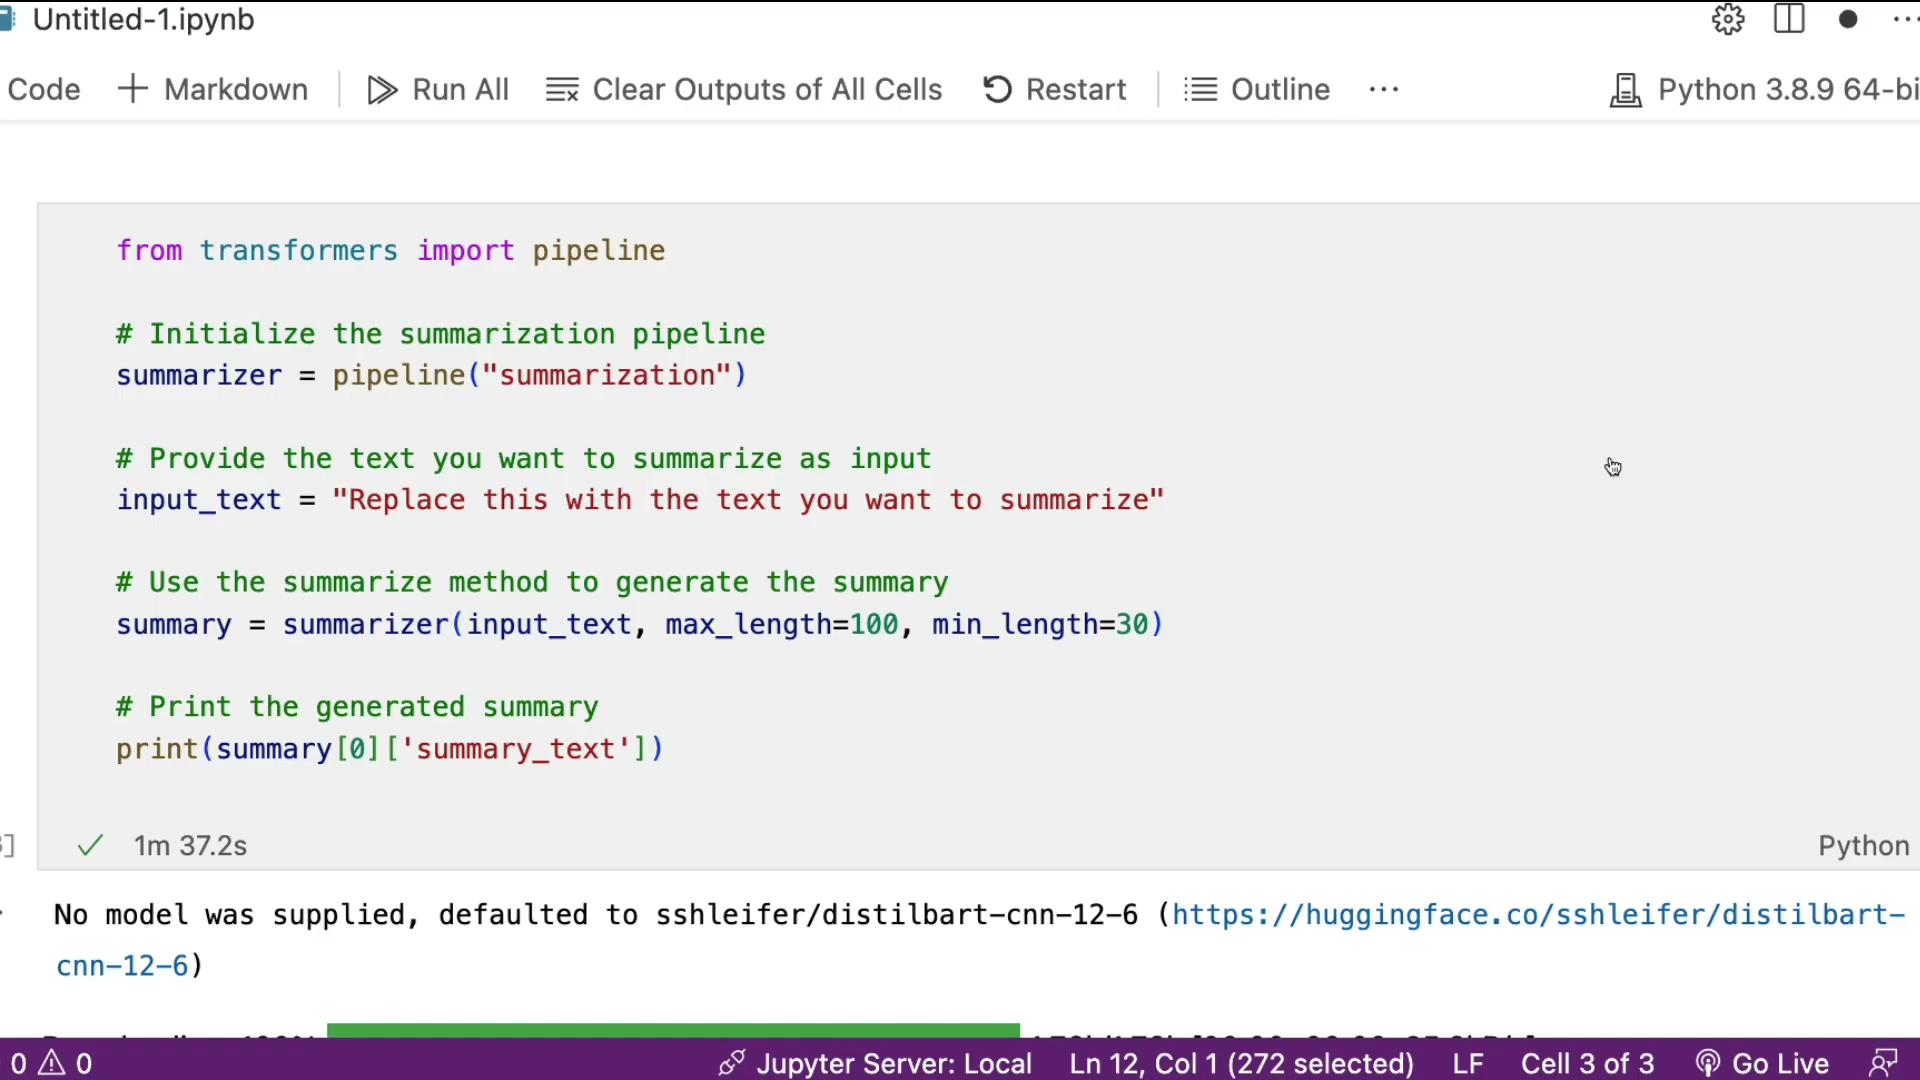 Untitled-1.ipynb
Code + Markdown Run All Clear Outputs of All Cells Restart Outline ... Python 3.8.9 64-bi
from transformers import pipeline
# Initialize the summarization pipeline
summarizer = pipeline("summarization")
# Provide the text you want to summarize as input
input_text = "Replace this with the text you want to summarize"
# Use the summarize method to generate the summary
summary = summarizer(input_text, max_length=100, min_length=30)
# Print the generated summary
print(summary[0]['summary_text'])
1m 37.2s Python
No model was supplied, defaulted to sshleifer/distilbart-cnn-12-6 (https://huggingface.co/sshleifer/distilbart-
cnn-12-6)
0 0 Jupyter Server: Local Ln 12, Col 1 (272 selected) LF Cell 3 of 3 Go Live